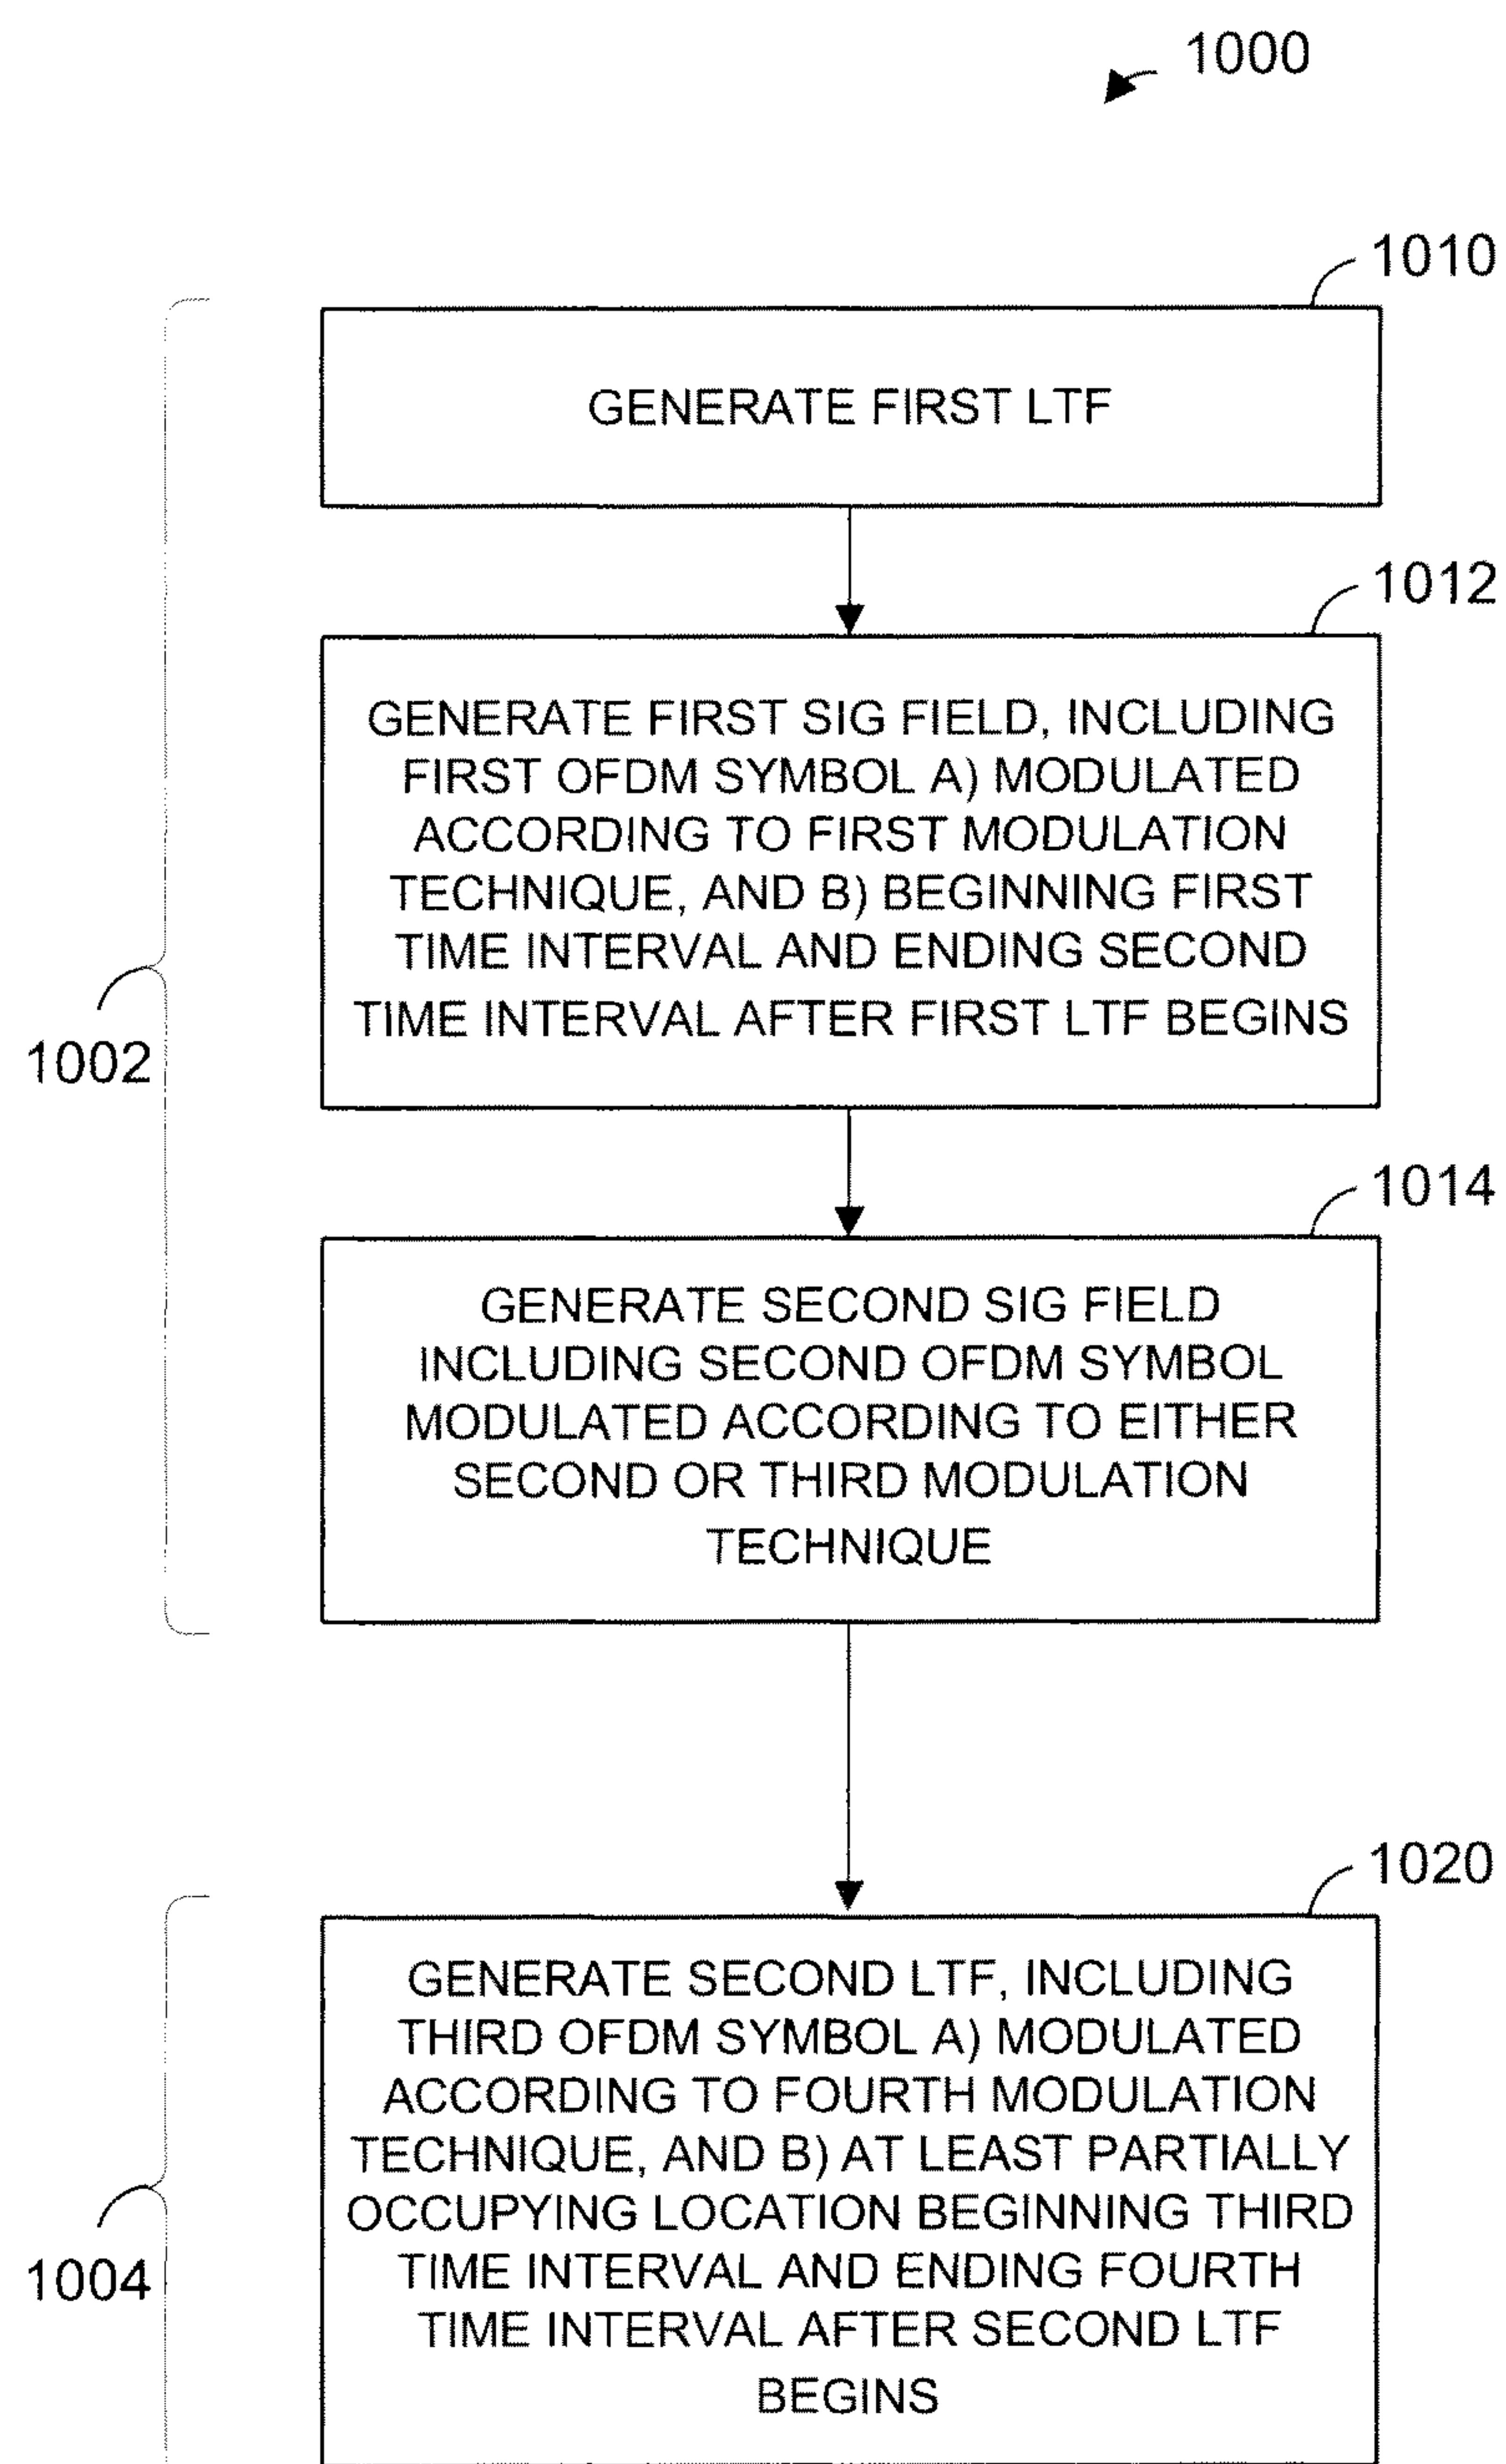 1000
1010
GENERATE FIRST LTF
1012
GENERATE FIRST SIG FIELD, INCLUDING
FIRST OFDM SYMBOL A) MODULATED
ACCORDING TO FIRST MODULATION
TECHNIQUE, AND B) BEGINNING FIRST
TIME INTERVAL AND ENDING SECOND
TIME INTERVAL AFTER FIRST LTF BEGINS
1002
1014
GENERATE SECOND SIG FIELD
INCLUDING SECOND OFDM SYMBOL
MODULATED ACCORDING TO EITHER
SECOND OR THIRD MODULATION
TECHNIQUE
1020
GENERATE SECOND LTF, INCLUDING
THIRD OFDM SYMBOL A) MODULATED
ACCORDING TO FOURTH MODULATION
TECHNIQUE, AND B) AT LEAST PARTIALLY
OCCUPYING LOCATION BEGINNING THIRD
TIME INTERVAL AND ENDING FOURTH
TIME INTERVAL AFTER SECOND LTF
BEGINS
1004